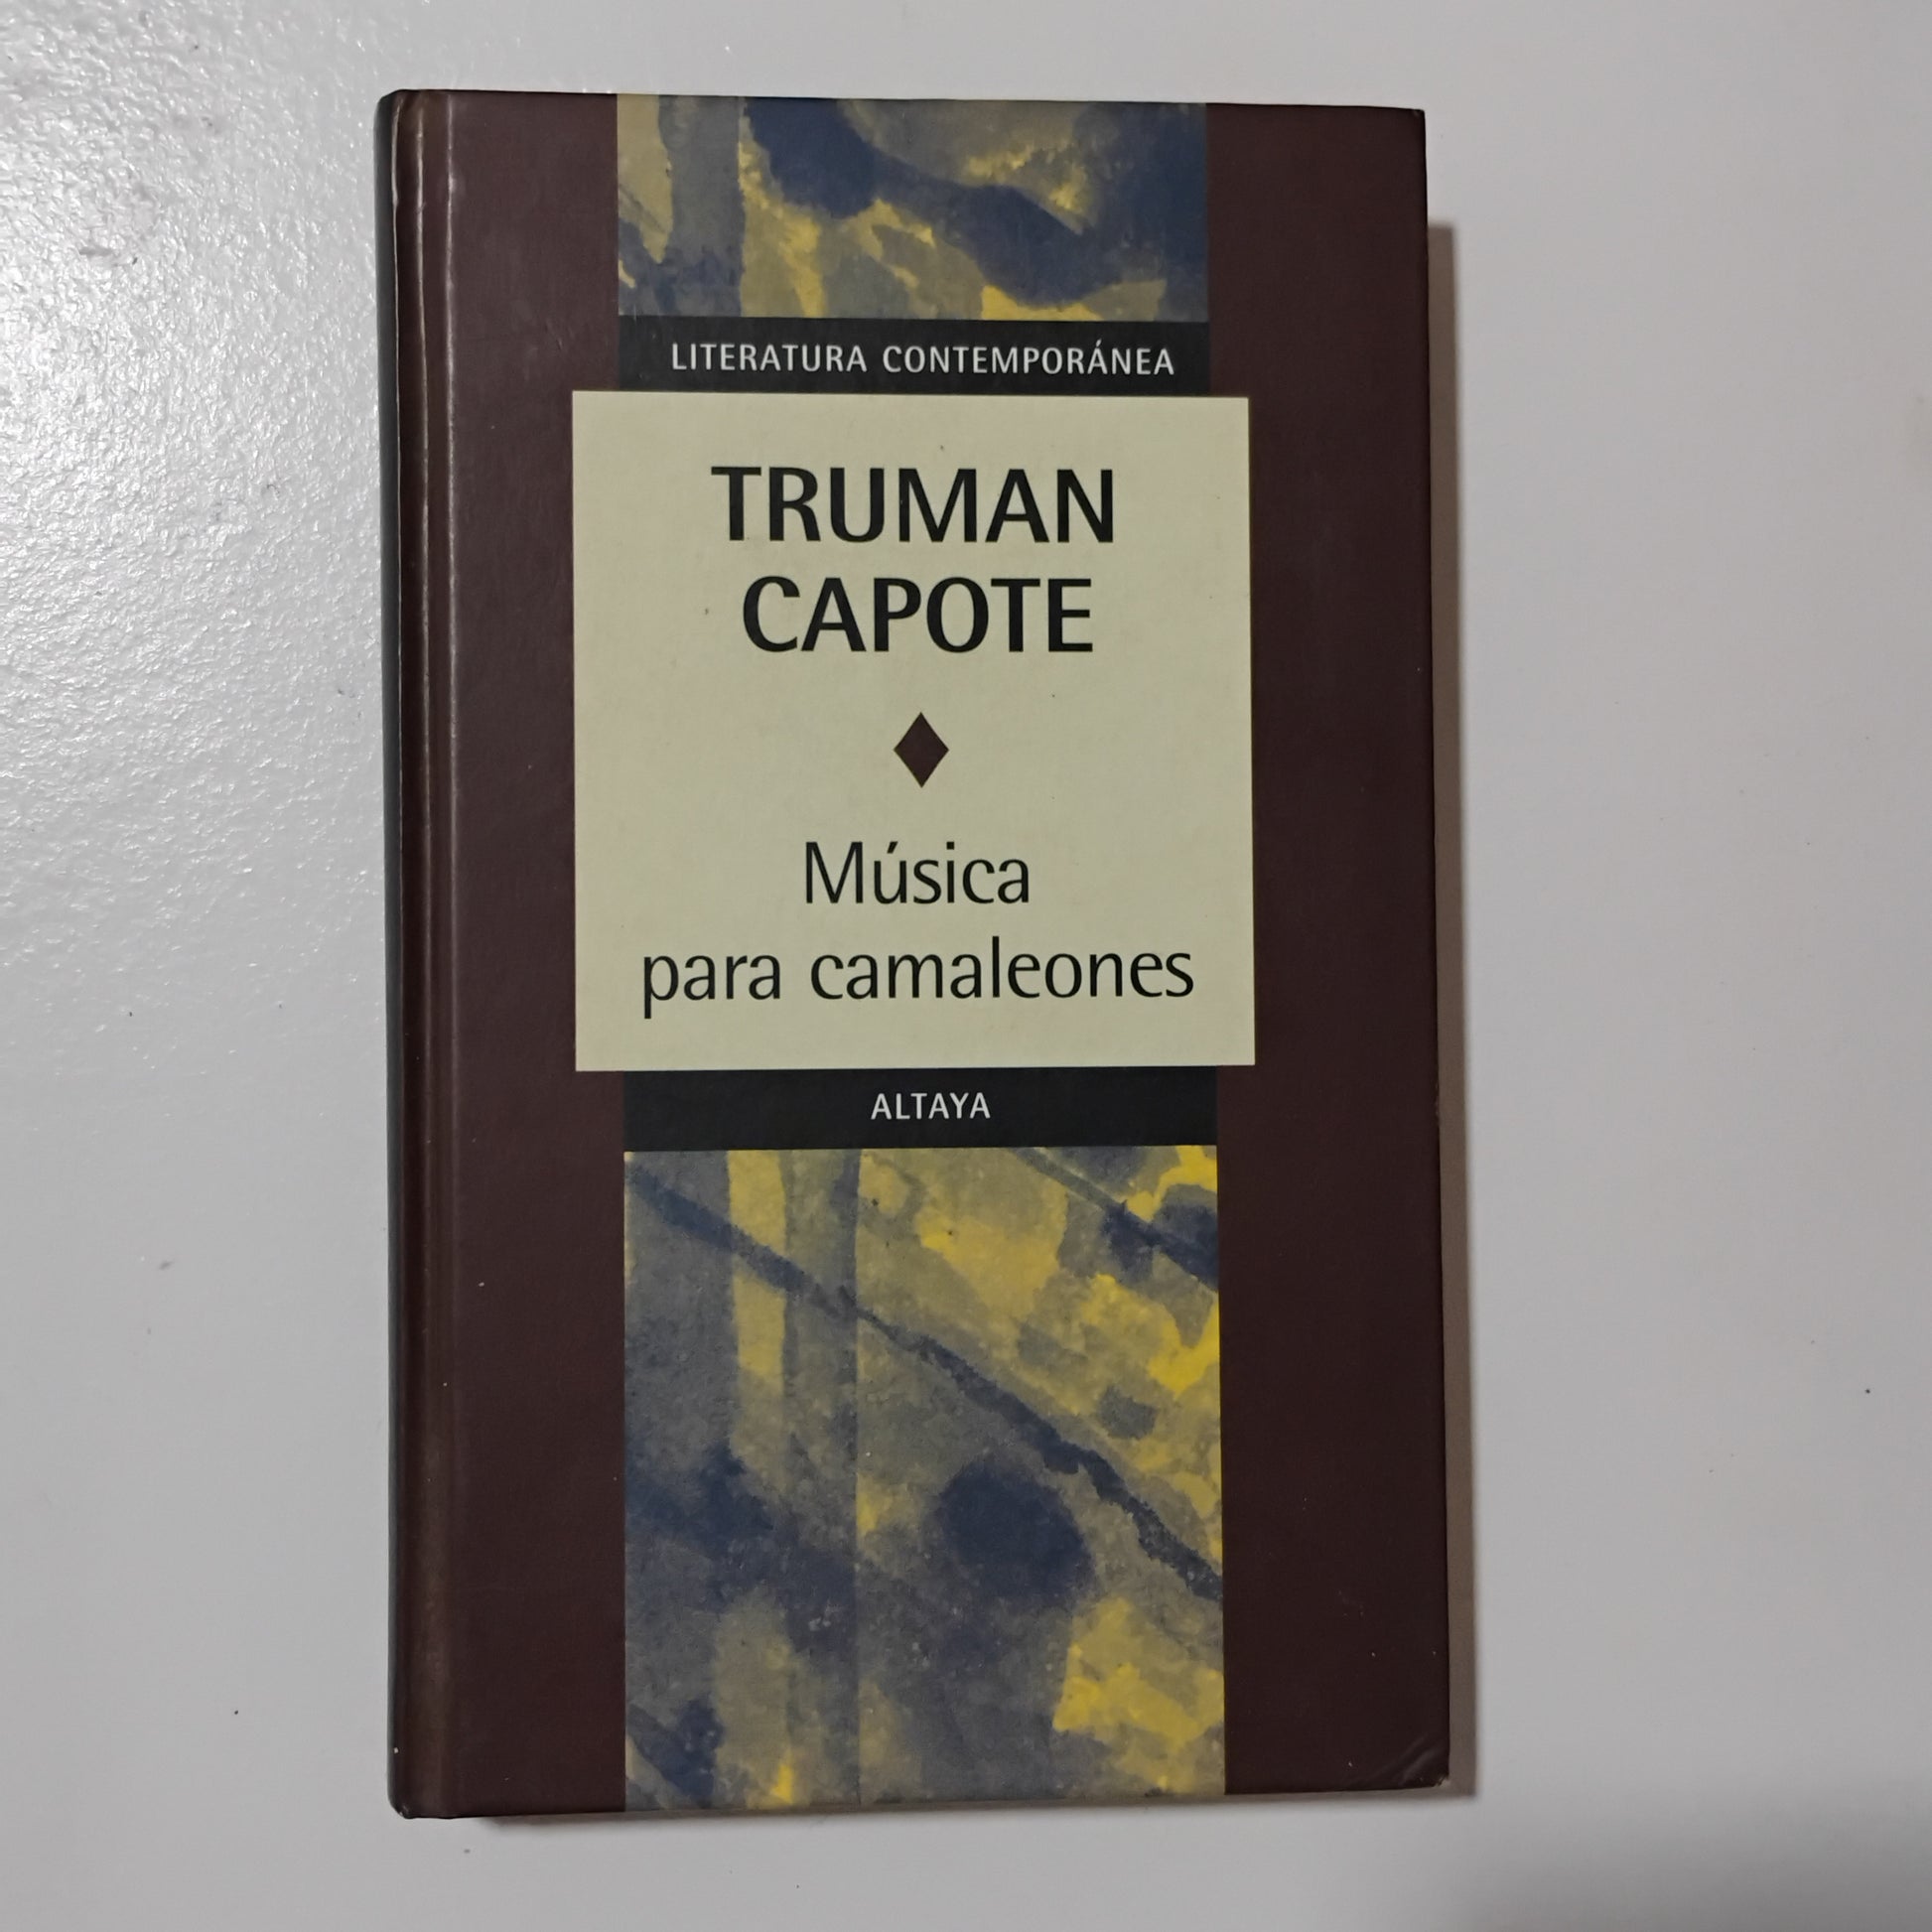 LITERATURA CONTEMPORÁNEA
TRUMAN
CAPOTE
Música
para camaleones
ALTAYA